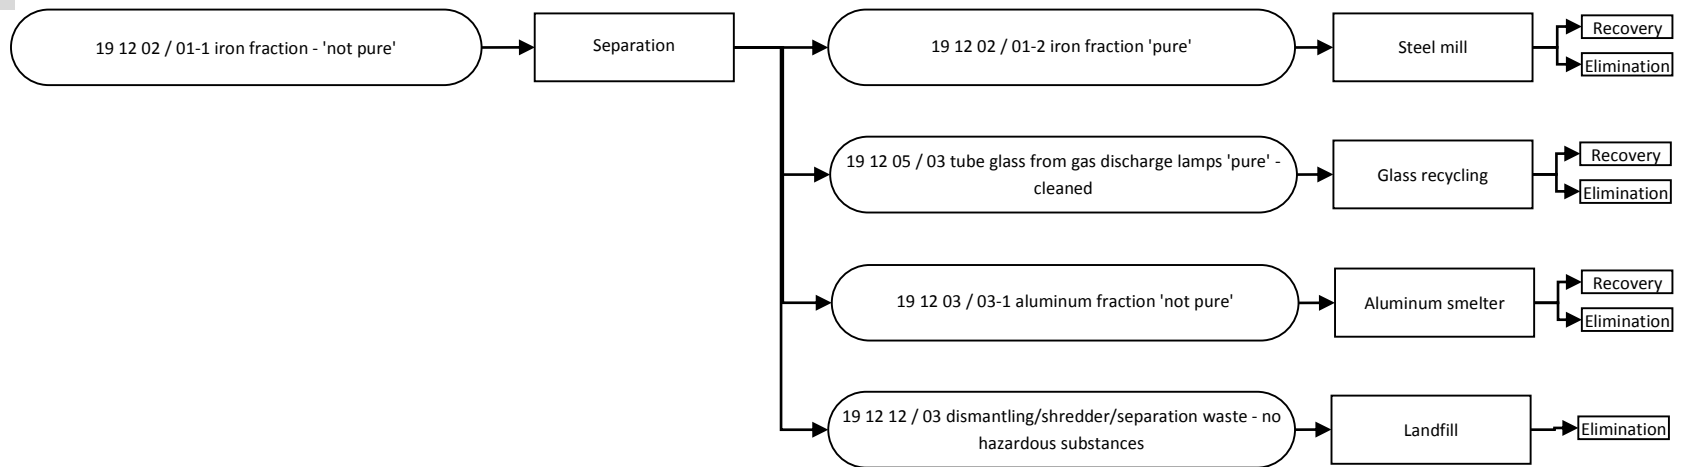 19 12 02 / 01-1 iron fraction - 'not pure'
Separation
19 12 02 / 01-2 iron fraction 'pure'
Steel mill
Recovery
Elimination
19 12 05 / 03 tube glass from gas discharge lamps 'pure' -
cleaned
Glass recycling
Recovery
Elimination
19 12 03 / 03-1 aluminum fraction 'not pure'
Aluminum smelter
Recovery
Elimination
19 12 12 / 03 dismantling/shredder/separation waste - no
hazardous substances
Landfill
Elimination